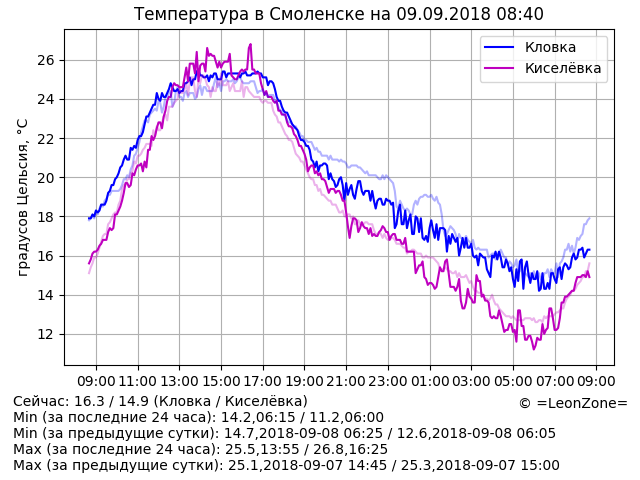 Температура в Смоленске на 09.09.2018 08:40
Кловка
Киселёвка
градусов Цельсия, °C
26
24
22
20
18
16
14
12
09:00 11:00 13:00 15:00 17:00 19:00 21:00 23:00 01:00 03:00 05:00 07:00 09:00
Сейчас: 16.3 / 14.9 (Кловка / Киселёвка)
© =LeonZone=
Min (за последние 24 часа): 14.2,06:15 / 11.2,06:00
Min (за предыдущие сутки): 14.7,2018-09-08 06:25 / 12.6,2018-09-08 06:05
Max (за последние 24 часа): 25.5,13:55 / 26.8,16:25
Max (за предыдущие сутки): 25.1,2018-09-07 14:45 / 25.3,2018-09-07 15:00